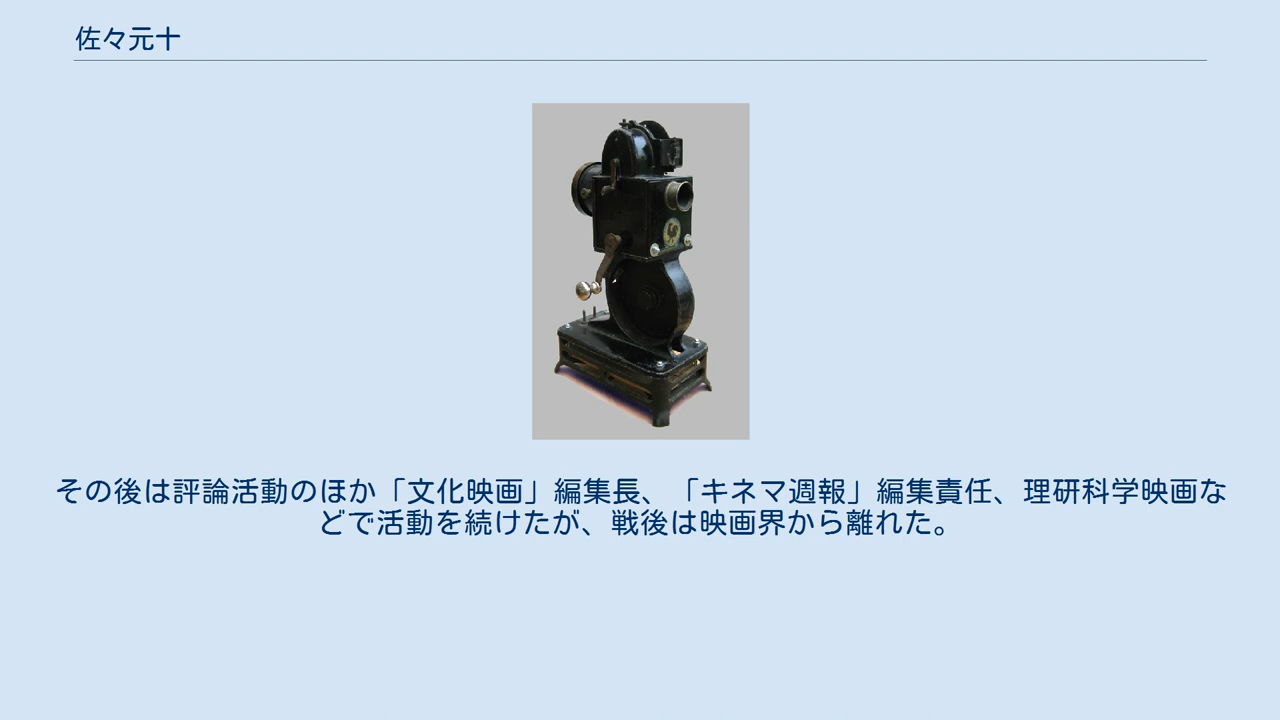 佐々元十
その後は評論活動のほか「文化映画」編集長、「キネマ週報」編集責任、理研科学映画な
どで活動を続けたが、戦後は映画界から離れた。